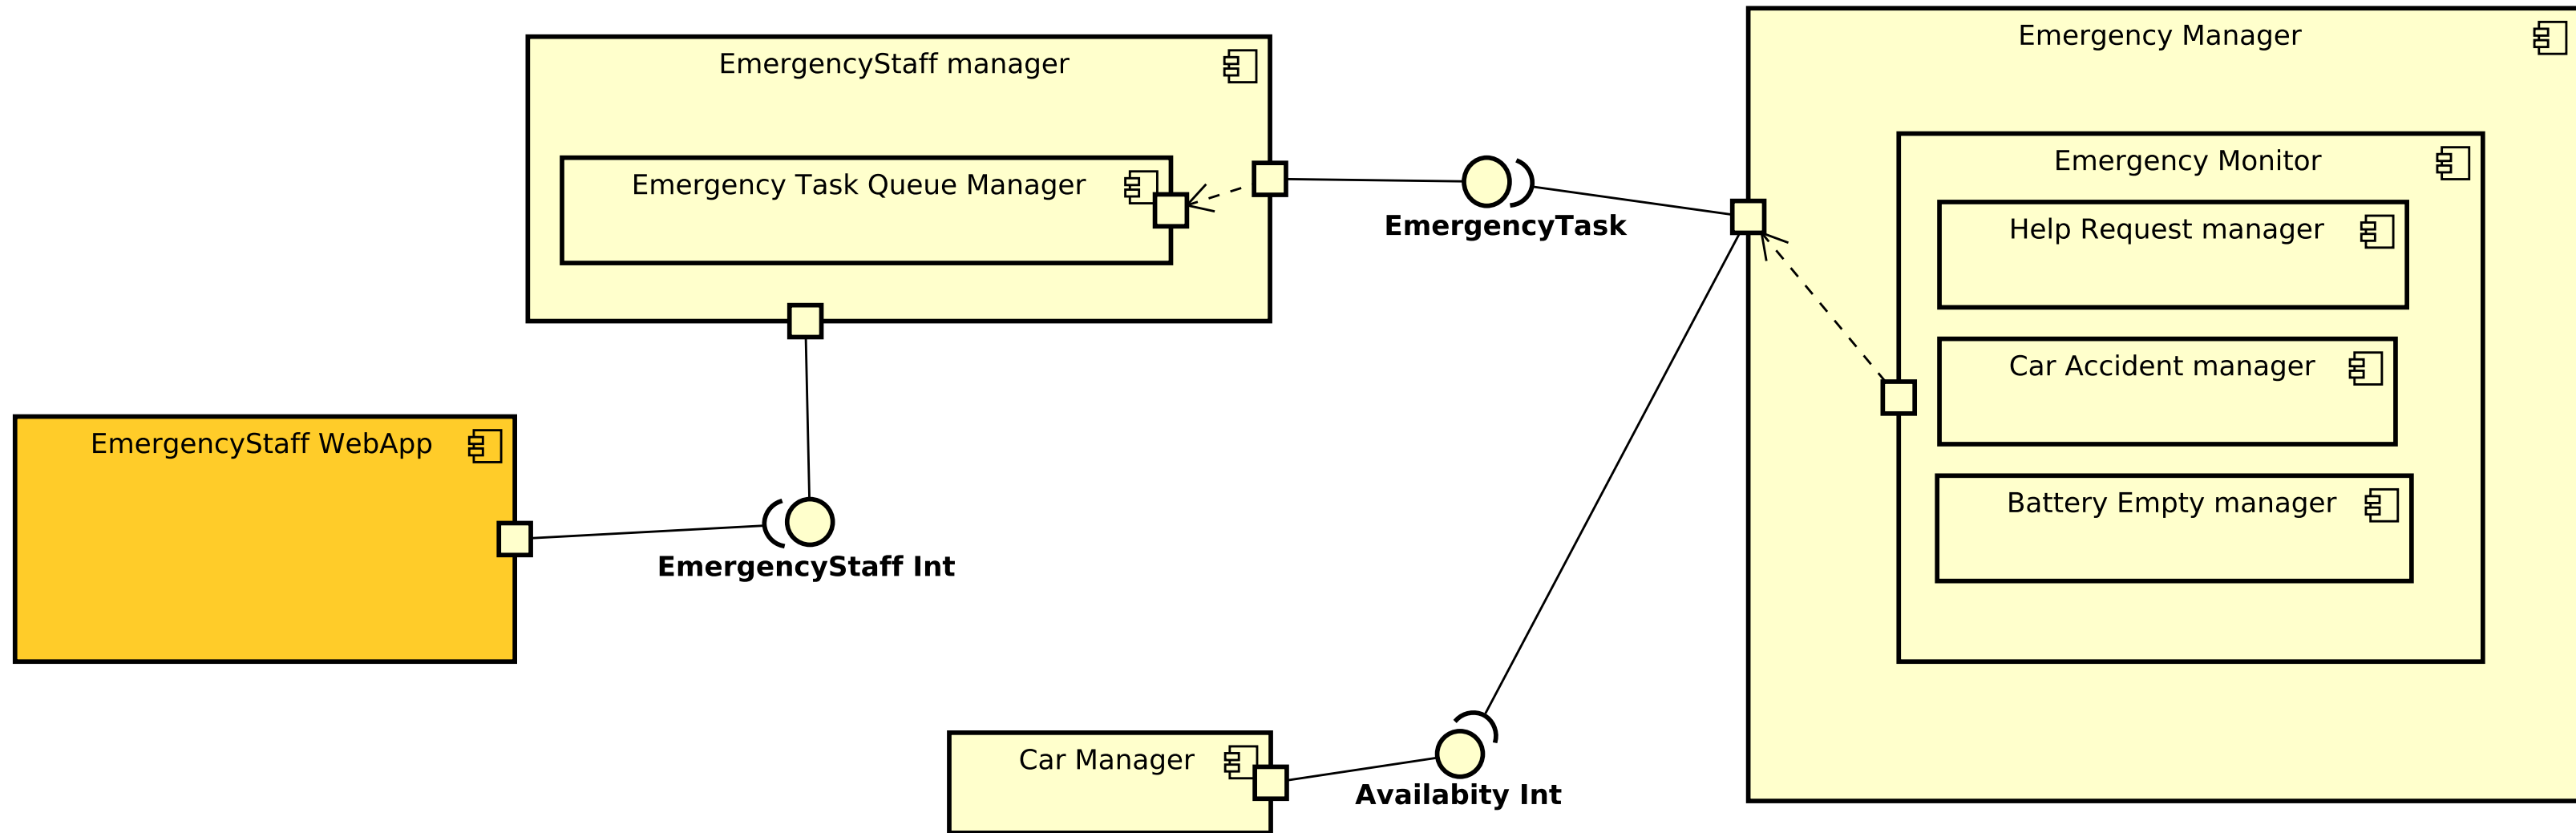 Emergency Manager
EmergencyStaff manager
Emergency Monitor
Emergency Task Queue Manager
EmergencyTask
Help Request manager
Car Accident manager
EmergencyStaff WebApp
Battery Empty manager
EmergencyStaff Int
Car Manager
Availabity Int